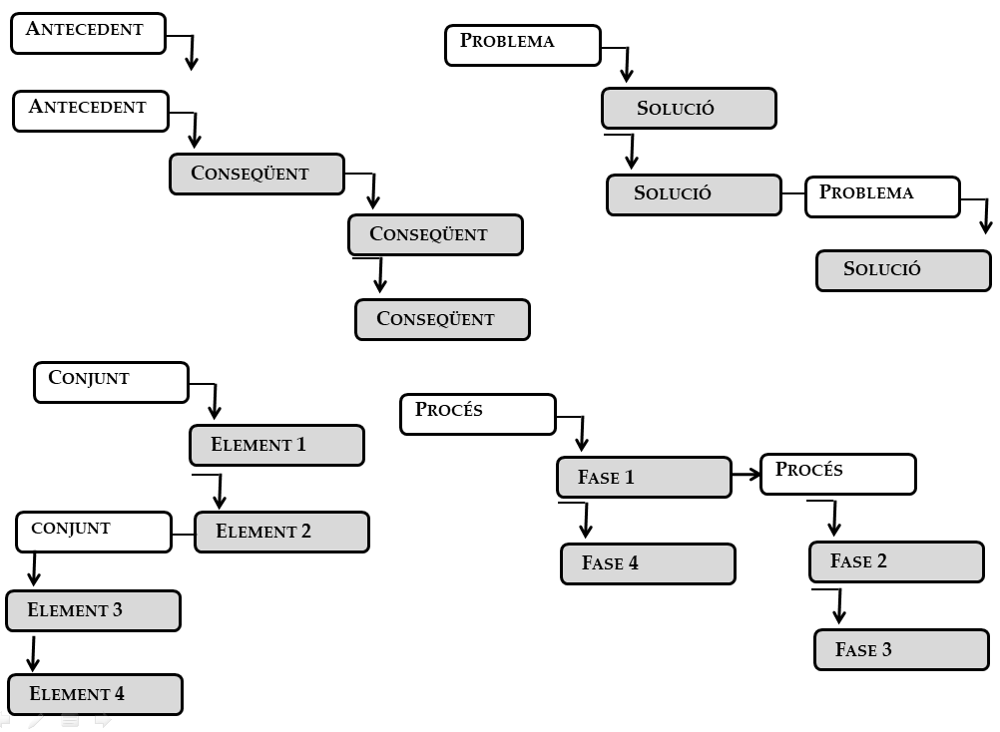 ANTECEDENT
ANTECEDENT
CONSEQÜENT
CONSEQÜENT
CONSEQÜENT
PROBLEMA
SOLUCIÓ
SOLUCIÓ
PROBLEMA
SOLUCIÓ
CONJUNT
ELEMENT 1
ELEMENT 2
CONJUNT
ELEMENT 3
ELEMENT 4
PROCÉS
FASE 1
PROCÉS
FASE 4
FASE 2
FASE 3